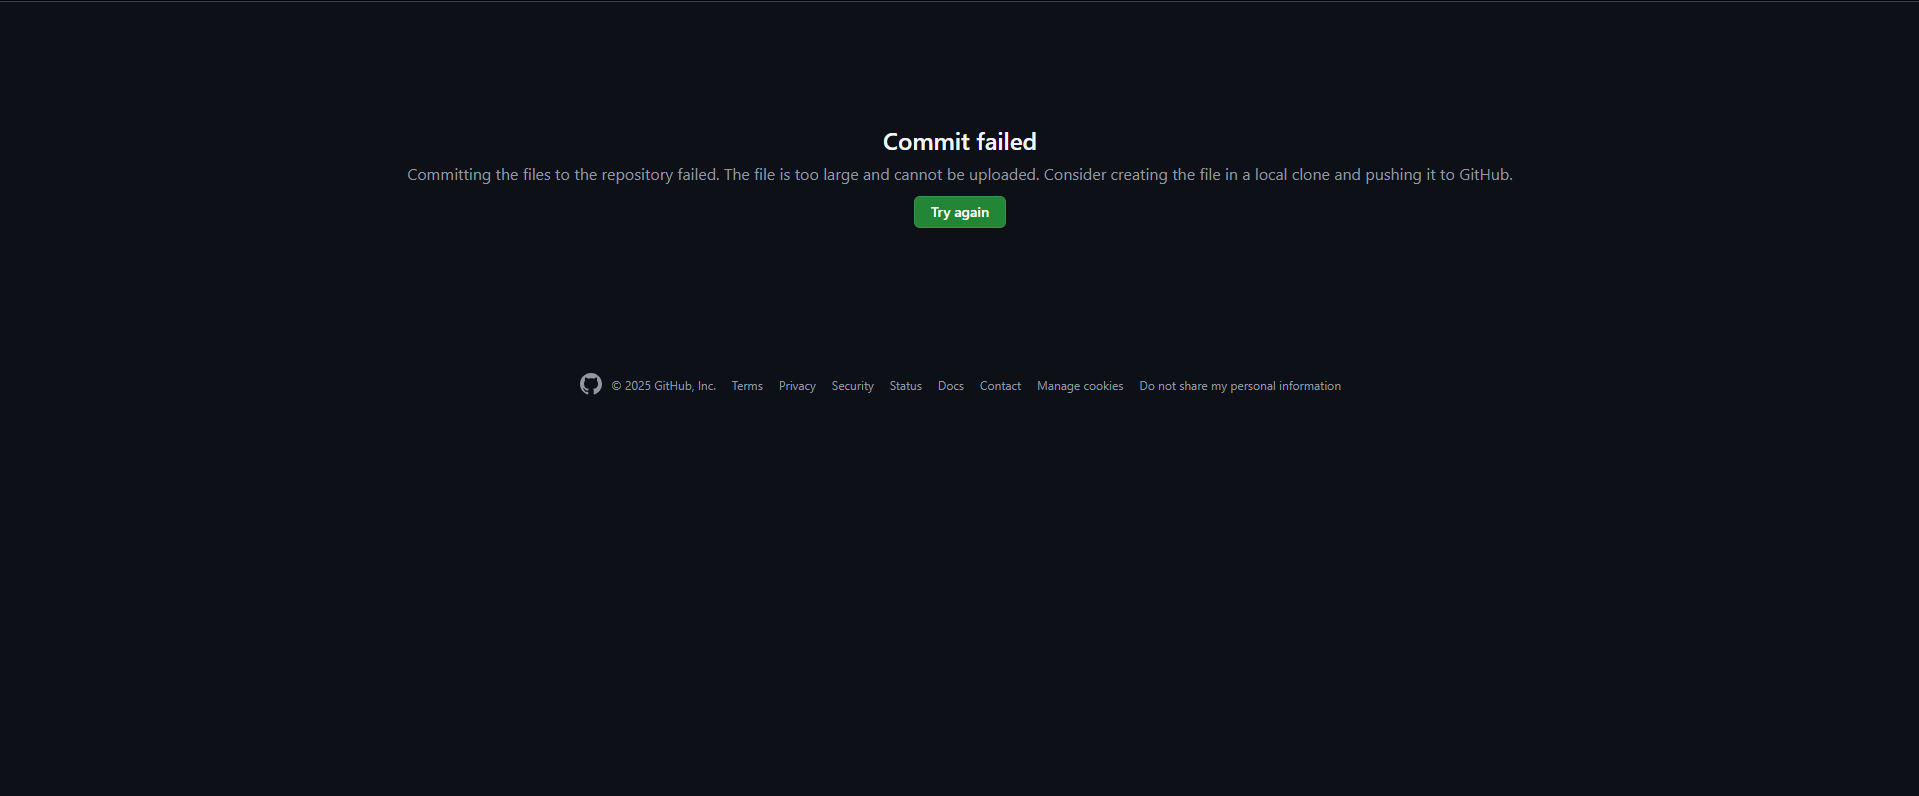 Commit failed
Committing the files to the repository failed. The file is too large and cannot be uploaded. Consider creating the file in a local clone and pushing it to GitHub.
Try again
© 2025 GitHub, Inc. Terms Privacy Security Status Docs Contact Manage cookies Do not share my personal information